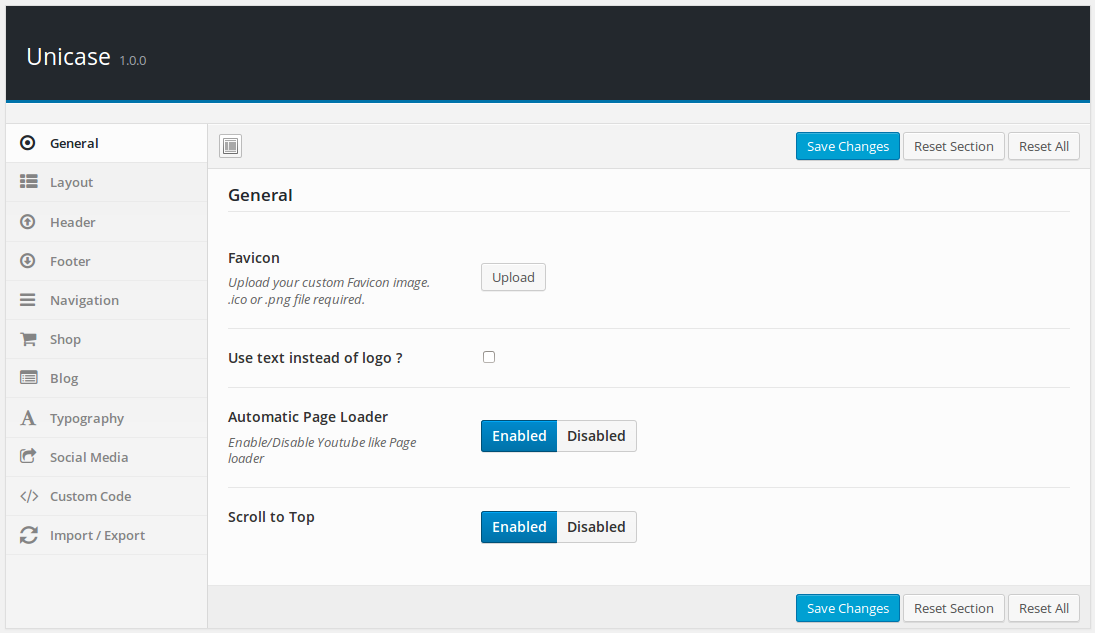 Unicase 1.0.0
General
Layout
Header
Footer
Navigation
Shop
Blog
Typography
Social Media
Custom Code
Import / Export
Save Changes Reset Section Reset All
General
Favicon
Upload your custom Favicon image.
.ico or .png file required.
Upload
Use text instead of logo ?
Automatic Page Loader
Enable/Disable Youtube like Page
loader
Enabled Disabled
Scroll to Top
Enabled Disabled
Save Changes Reset Section Reset All